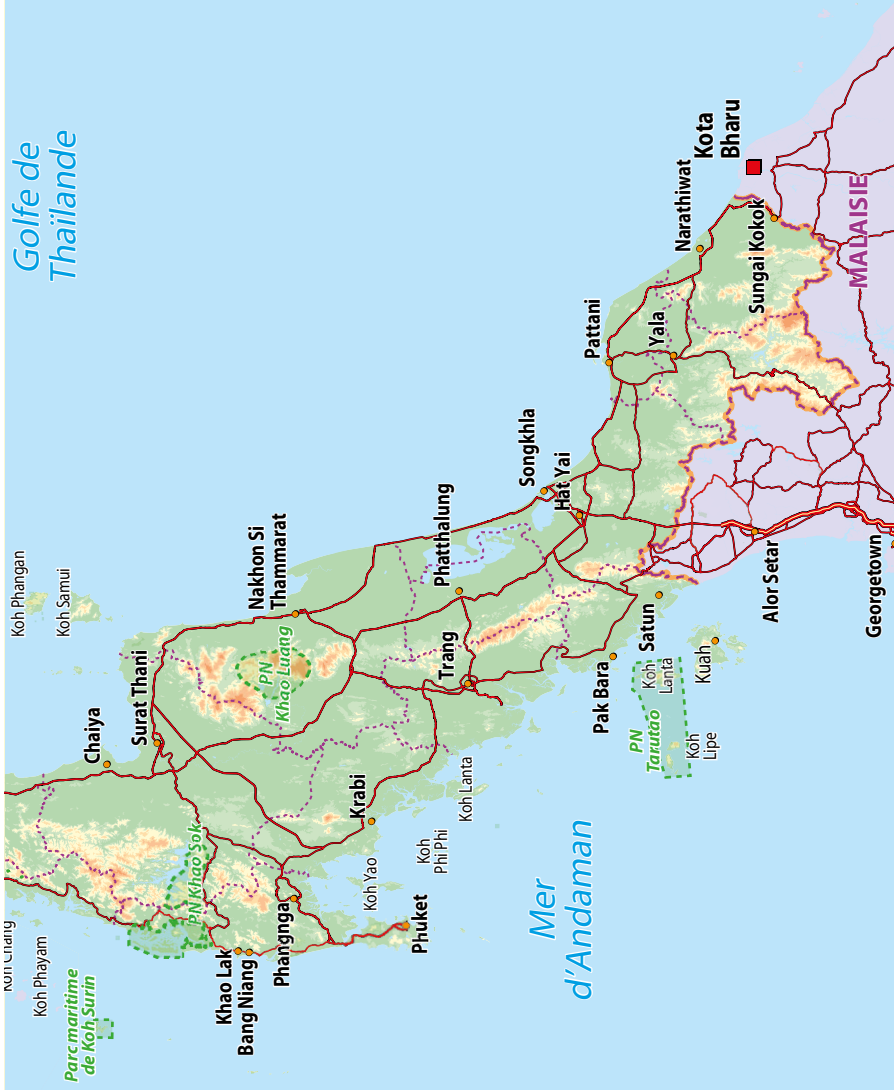 Golfe de
Thaïlande
Koh Phangan
Koh Samui
Koh Chang
Koh Phayam
Parc maritime
de Koh Surin
Chaiya
Surat Thani
PN Khao Sok
Khao Lak
Bang Niang
Phangnga
Nakhon Si
Thammarat
PN
Khao Luang
Krabi
Koh Yao
Phuket
Koh
Phi Phi
Koh Lanta
Trang
Phatthalung
Songkhla
Hat Yai
Mer
d'Andaman
Pak Bara
Satun
PN
Tarutao
Koh
Lanta
Koh
Lipe
Kuah
Pattani
Yala
Narathiwat
Kota
Bharu
Sungai Kokok
MALAISIE
Alor Setar
Georgetown